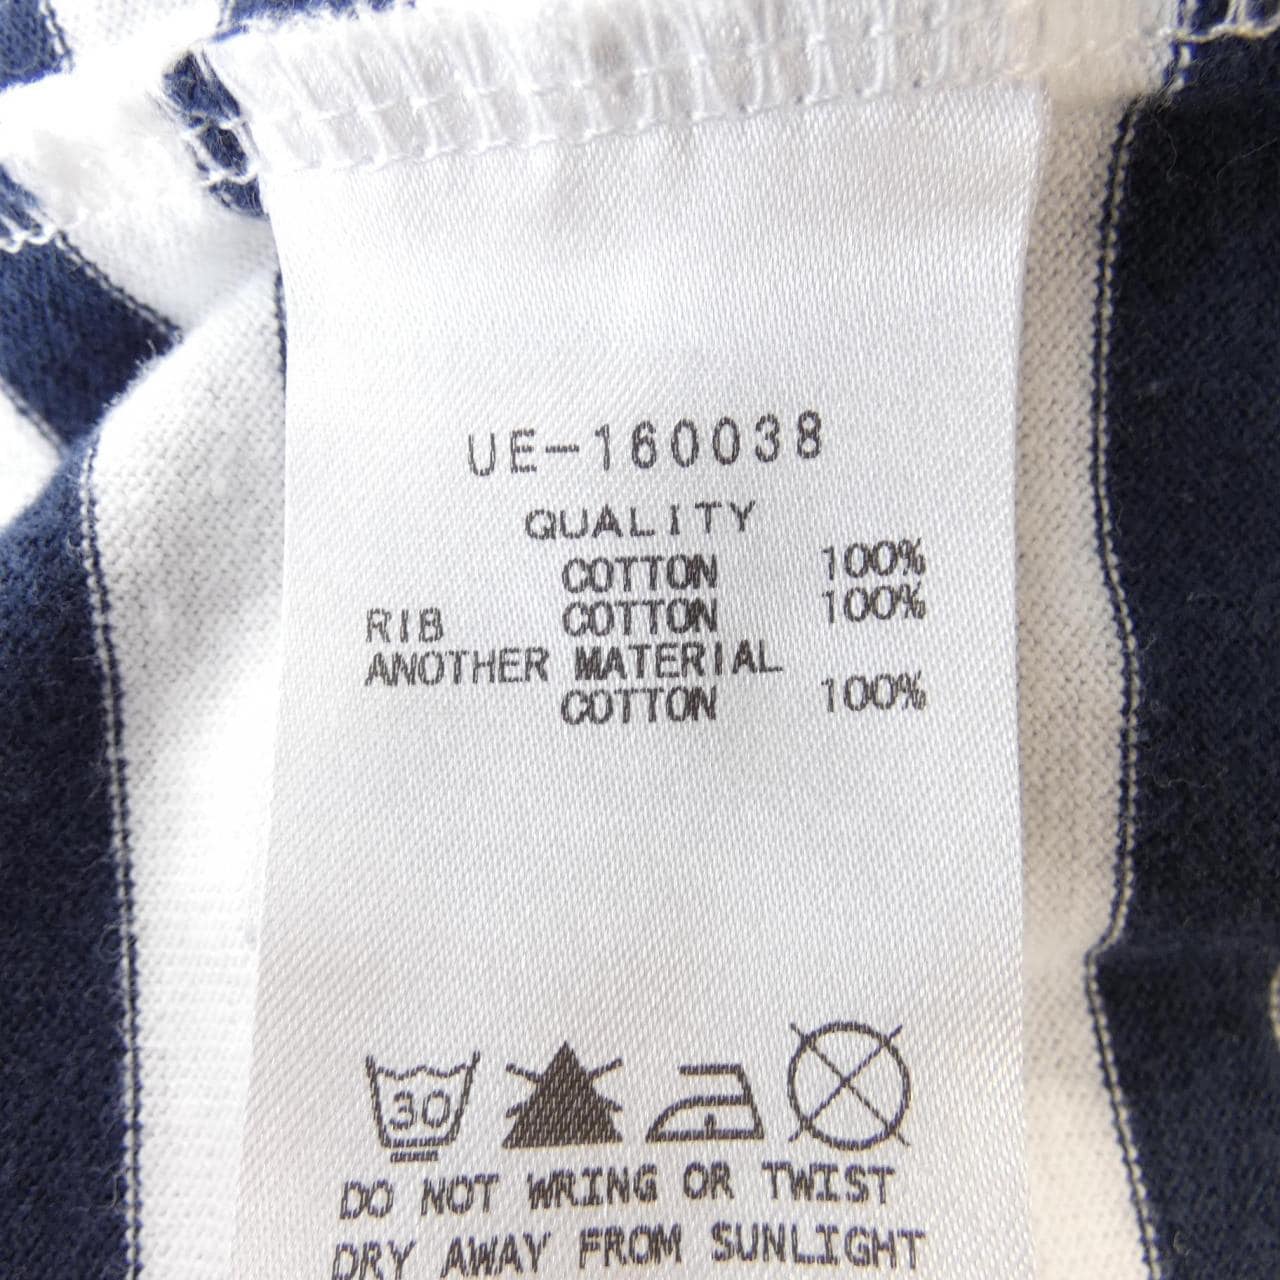 UE-160038
QUALITY
COTTON 100%
RIB COTTON 100%
ANOTHER MATERIAL
COTTON 100%
30
DO NOT WRING OR TWIST
DRY AWAY FROM SUNLIGHT